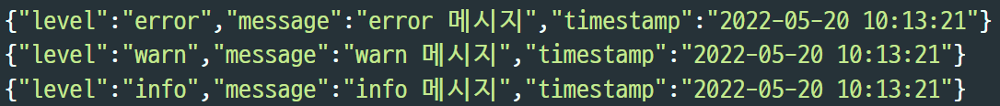 {"level":"error","message":"error 메시지","timestamp":"2022-05-20 10:13:21"}
{"level":"warn","message":"warn 메시지","timestamp":"2022-05-20 10:13:21"}
{"level":"info","message":"info 메시지","timestamp":"2022-05-20 10:13:21"}